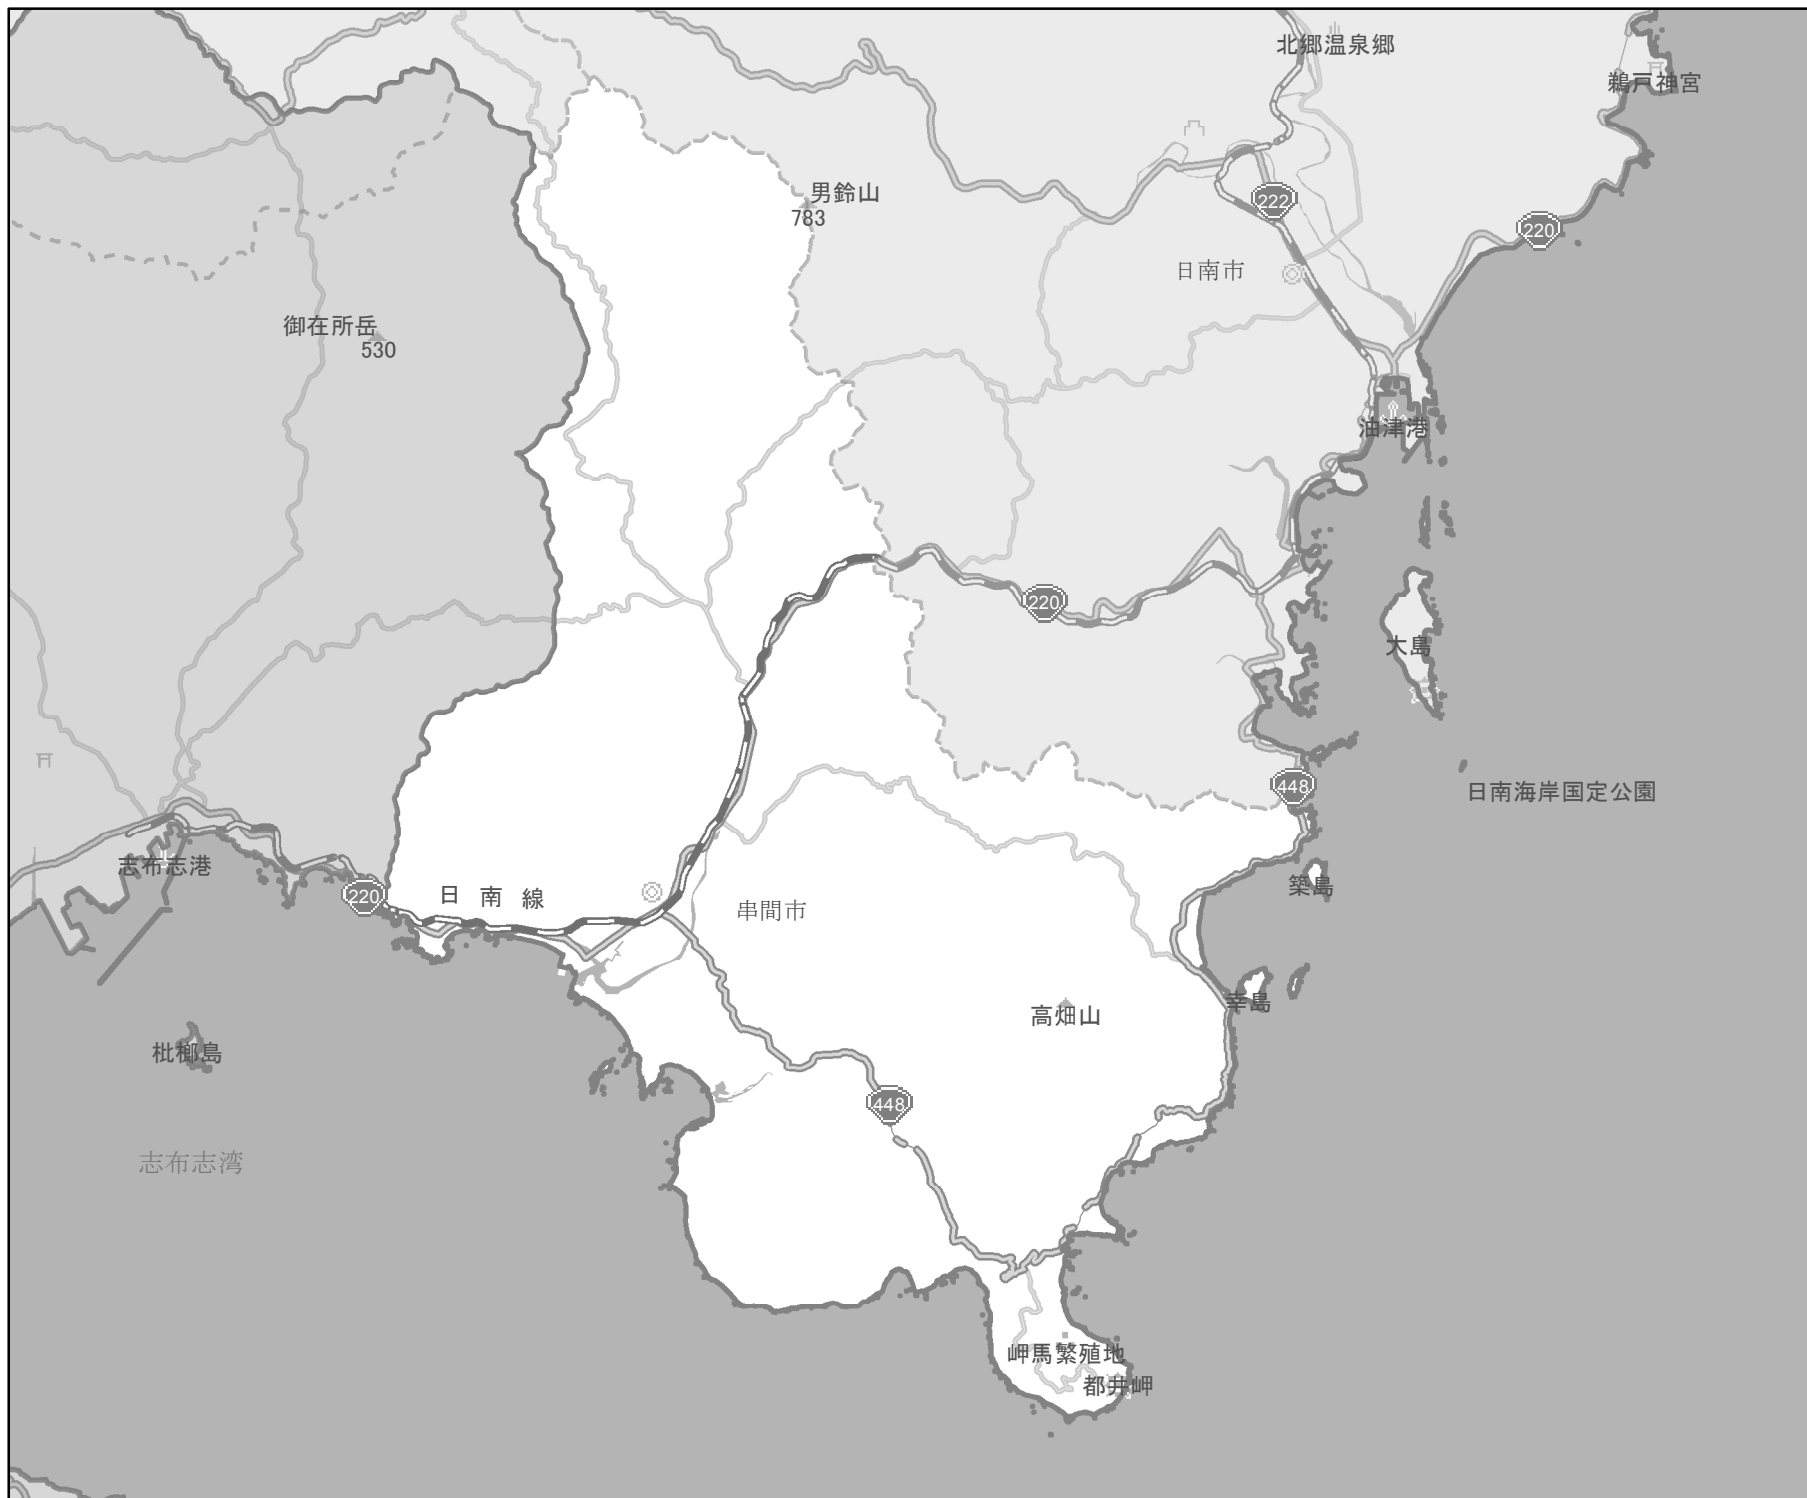 北郷温泉郷
鵜戸神宮
男鈴山
783
222
220
日南市
御在所岳
530
油津港
220
大島
448
日南海岸国定公園
志布志港
220
日南線
築島
串間市
幸島
高畑山
枇榔島
448
志布志湾
岬馬繁殖地
都井岬